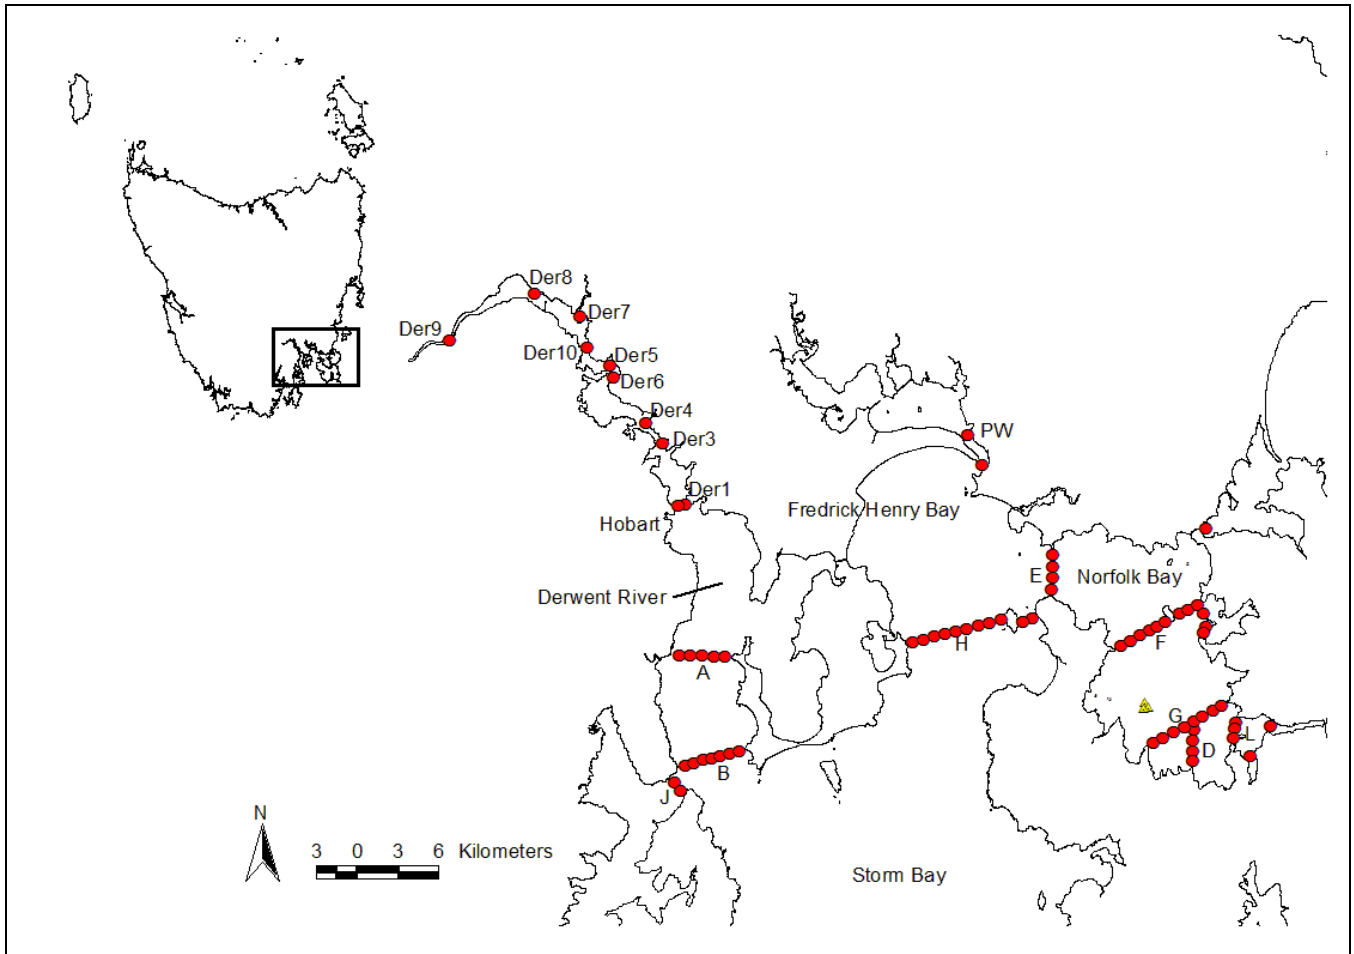 Der8
Der7
Der9
Der10
Der5
Der6
Der4
Der3
PW
Der1
Fredrick Henry Bay
Hobart
E
Norfolk Bay
Derwent River
H
F
A
G
L
D
B
J
N
3 0 3 6 Kilometers
Storm Bay